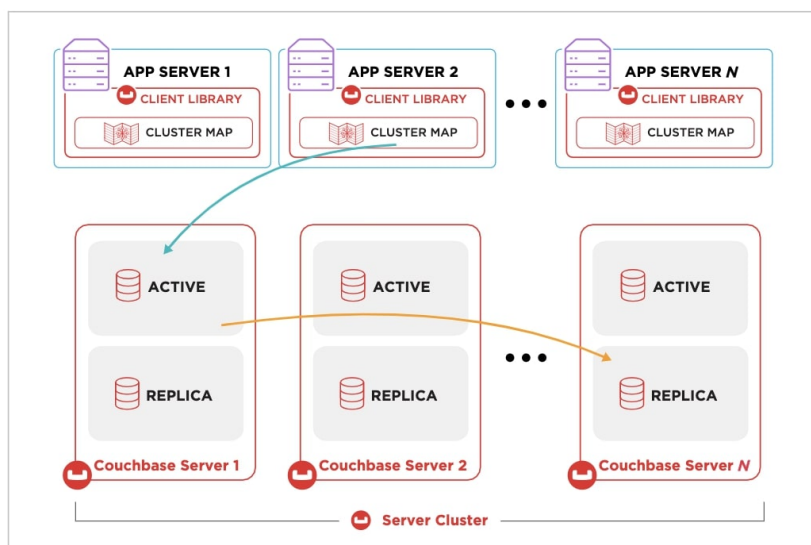 APP SERVER 1
CLIENT LIBRARY
CLUSTER MAP
APP SERVER 2
CLIENT LIBRARY
CLUSTER MAP
APP SERVER N
CLIENT LIBRARY
CLUSTER MAP
ACTIVE
REPLICA
Couchbase Server 1
ACTIVE
REPLICA
Couchbase Server 2
ACTIVE
REPLICA
Couchbase Server N
Server Cluster